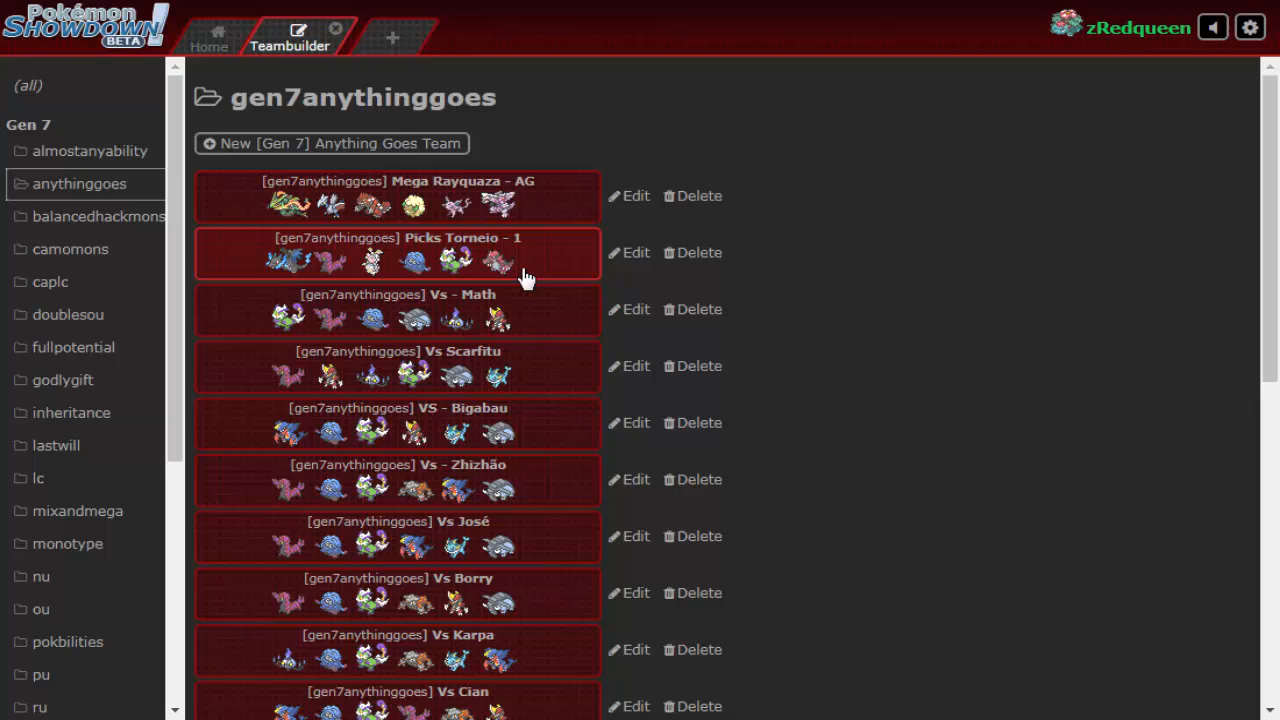 Pokémon
SHOWDOWN!
BETA!
Home
Teambuilder
zRedqueen
(all)
Gen 7
almostanyability
anythinggoes
balancedhackmons
camomons
caplc
doublesou
fullpotential
godlygift
inheritance
lastwill
lc
mixandmega
monotype
nu
ou
pokbilities
pu
ru
gen7anythinggoes
New [Gen 7] Anything Goes Team
[gen7anythinggoes] Mega Rayquaza - AG
Edit Delete
[gen7anythinggoes] Picks Torneio - 1
Edit Delete
[gen7anythinggoes] Vs - Math
Edit Delete
[gen7anythinggoes] Vs Scarfitu
Edit Delete
[gen7anythinggoes] VS - Bigabau
Edit Delete
[gen7anythinggoes] Vs - Zhizhão
Edit Delete
[gen7anythinggoes] Vs José
Edit Delete
[gen7anythinggoes] Vs Borry
Edit Delete
[gen7anythinggoes] Vs Karpa
Edit Delete
[gen7anythinggoes] Vs Cian
Edit Delete